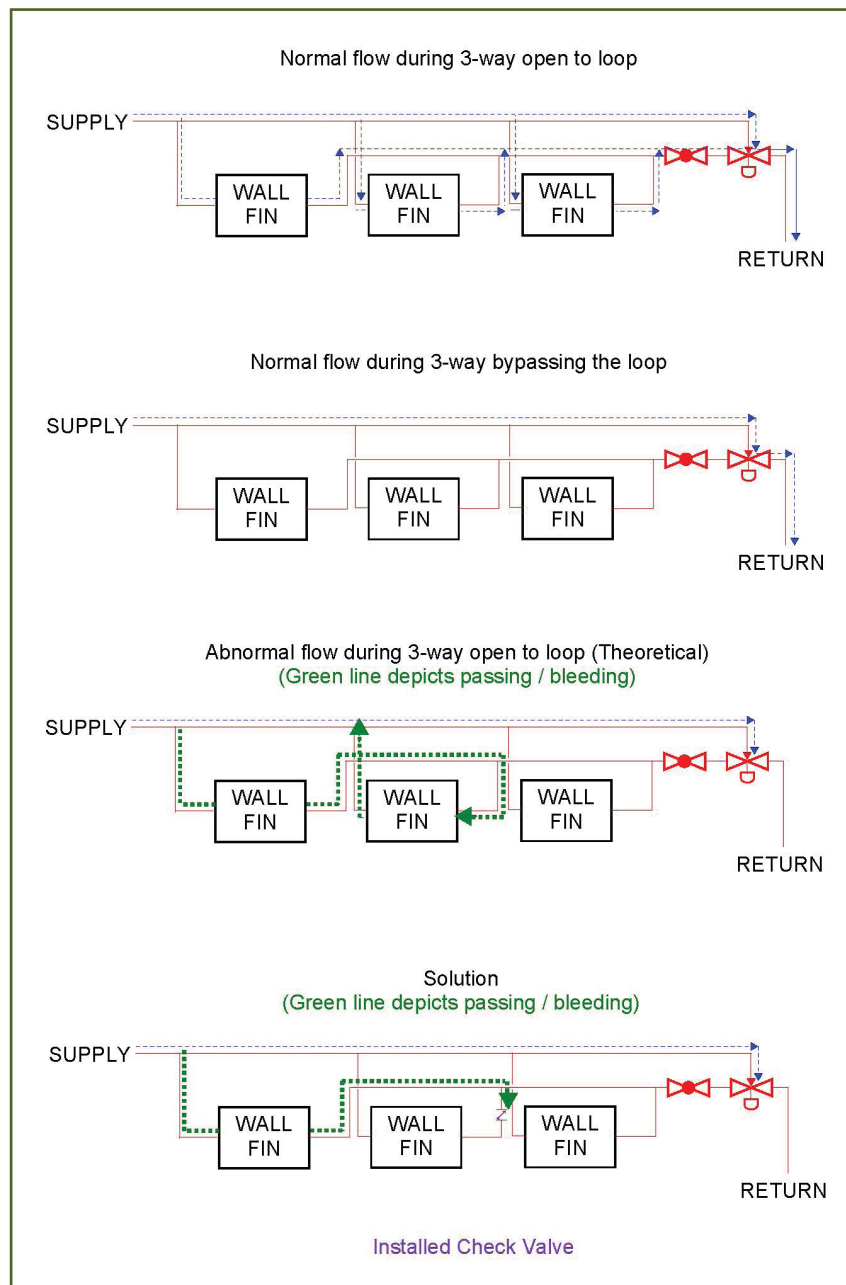 Normal flow during 3-way open to loop
SUPPLY
WALL
FIN
WALL
FIN
WALL
FIN
RETURN
Normal flow during 3-way bypassing the loop
SUPPLY
WALL
FIN
WALL
FIN
WALL
FIN
RETURN
Abnormal flow during 3-way open to loop (Theoretical)
(Green line depicts passing / bleeding)
SUPPLY
WALL
FIN
WALL
FIN
WALL
FIN
RETURN
Solution
(Green line depicts passing / bleeding)
SUPPLY
WALL
FIN
WALL
FIN
WALL
FIN
RETURN
Installed Check Valve